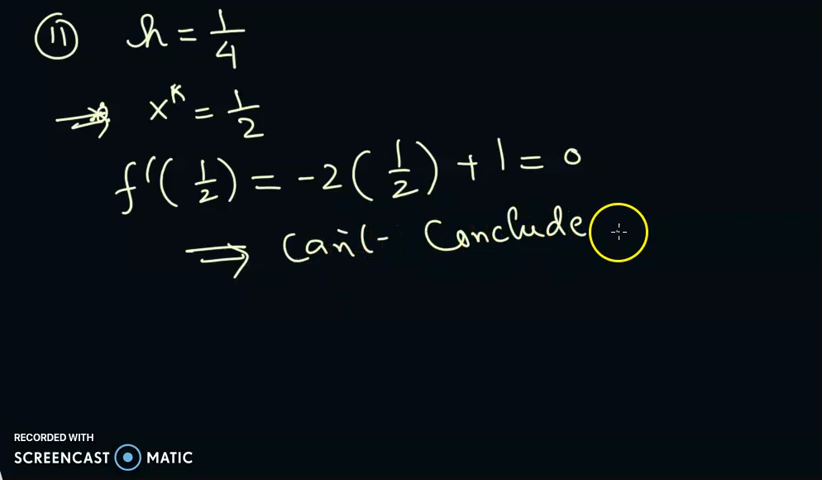 ⑪ h = 1/4
⇒ x* = 1/2
f'(1/2) = -2(1/2) + 1 = 0
⇒ Can't Conclude
RECORDED WITH
SCREENCAST MATIC